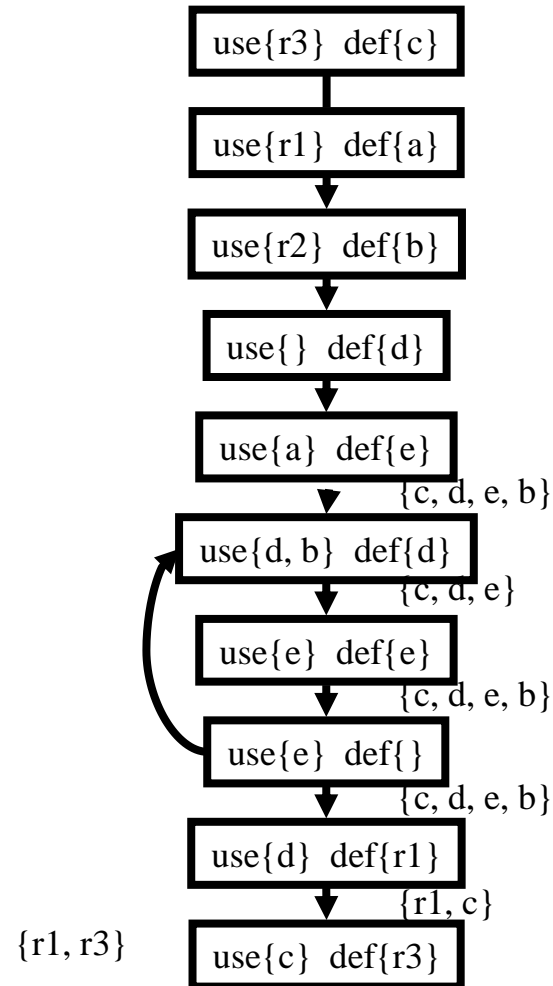 use{r3} def{c}
use{r1} def{a}
use{r2} def{b}
use{} def{d}
use{a} def{e}
{c, d, e, b}
use{d, b} def{d}
{c, d, e}
use{e} def{e}
{c, d, e, b}
use{e} def{}
{c, d, e, b}
use{d} def{r1}
{r1, c}
{r1, r3}
use{c} def{r3}